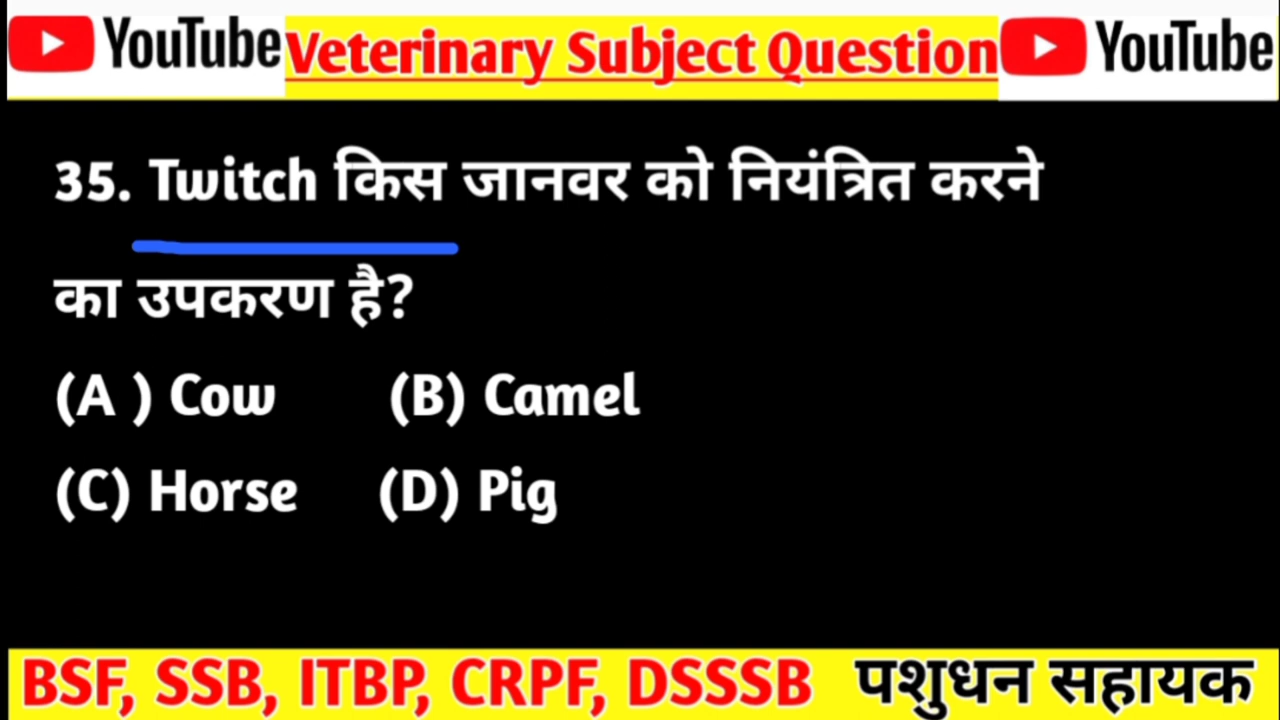 YouTube Veterinary Subject Question YouTube
35. Twitch किस जानवर को नियंत्रित करने
का उपकरण है?
(A ) Cow (B) Camel
(C) Horse (D) Pig
BSF, SSB, ITBP, CRPF, DSSSB पशुधन सहायक